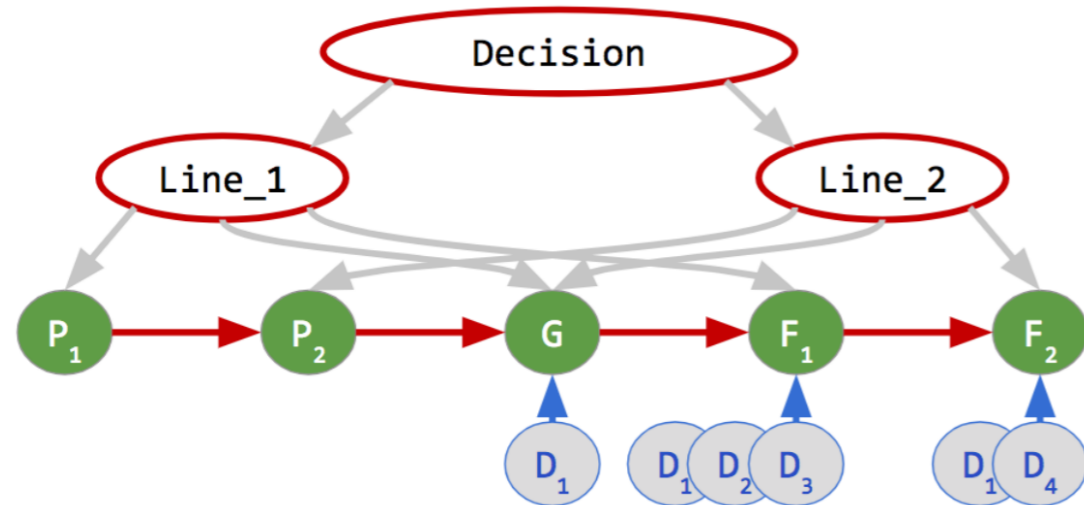 Decision
Line_1 Line_2
P₁ P₂ G F₁ F₂
D₁ D₁ D₂ D₃ D₁ D₄